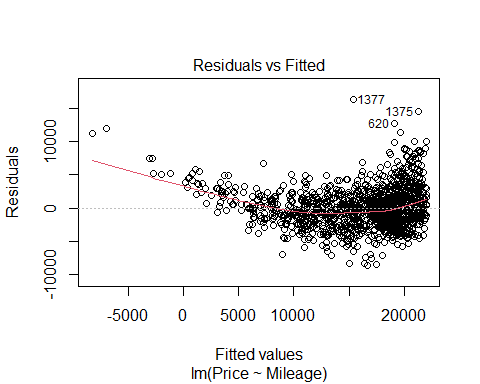 Residuals vs Fitted
1377
1375
620
Residuals
10000
0
-10000
-5000 0 5000 10000 20000
Fitted values
lm(Price ~ Mileage)